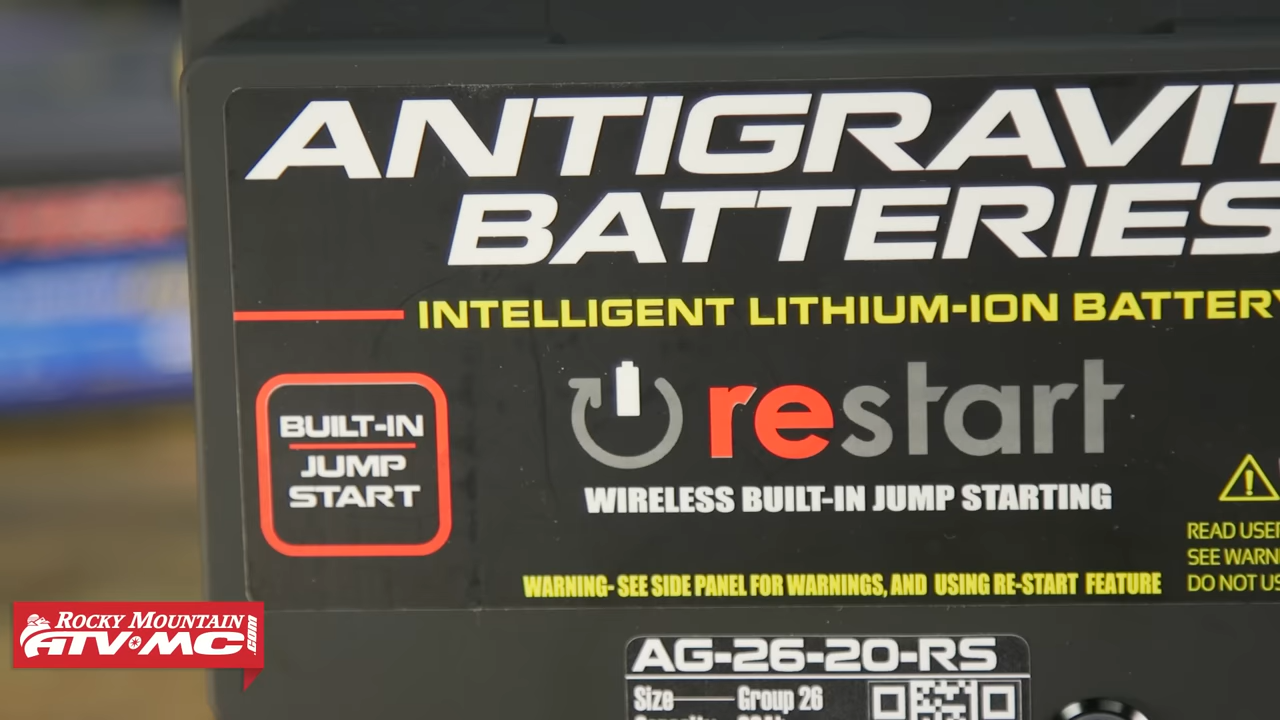 ANTIGRAVIT
BATTERIES
INTELLIGENT LITHIUM-ION BATTERY
BUILT-IN
JUMP
START
restart
WIRELESS BUILT-IN JUMP STARTING
READ USER
SEE WARN
DO NOT US
WARNING- SEE SIDE PANEL FOR WARNINGS, AND USING RE-START FEATURE
ROCKY MOUNTAIN
ATV•MC.com
AG-26-20-RS
Size Group 26